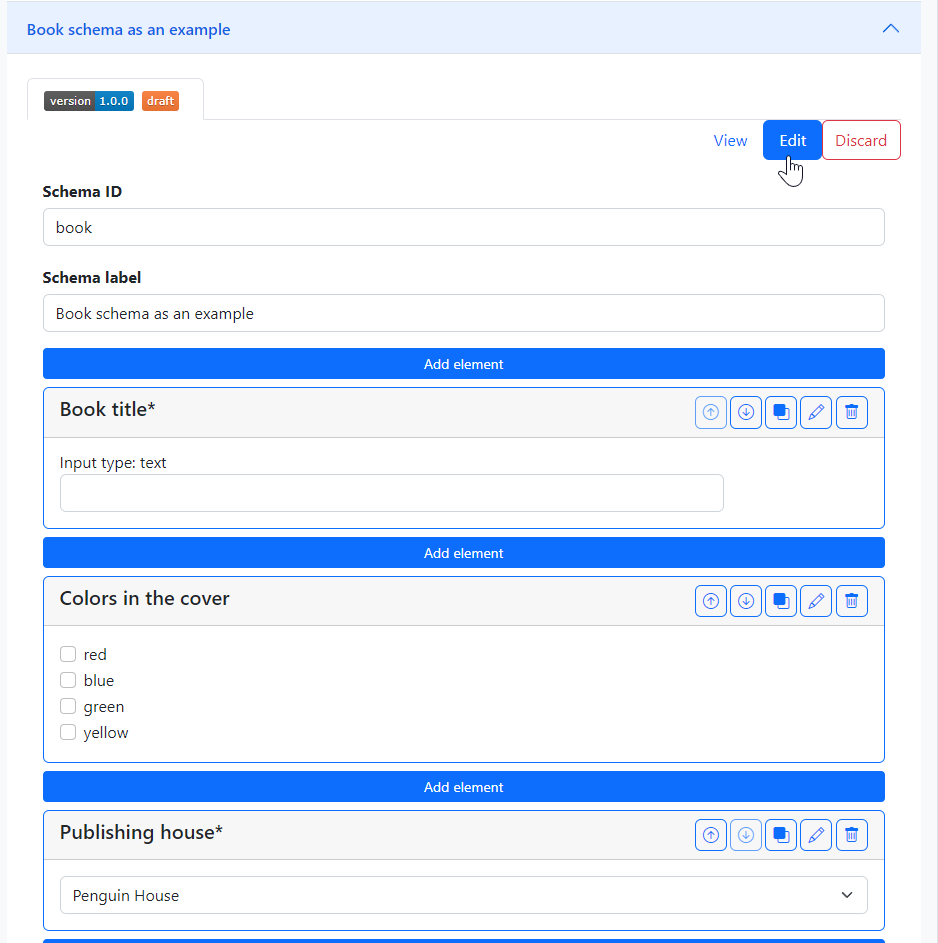 Book schema as an example
version 1.0.0 draft
View Edit Discard
Schema ID
book
Schema label
Book schema as an example
Add element
Book title*
Input type: text
Add element
Colors in the cover
red
blue
green
yellow
Add element
Publishing house*
Penguin House